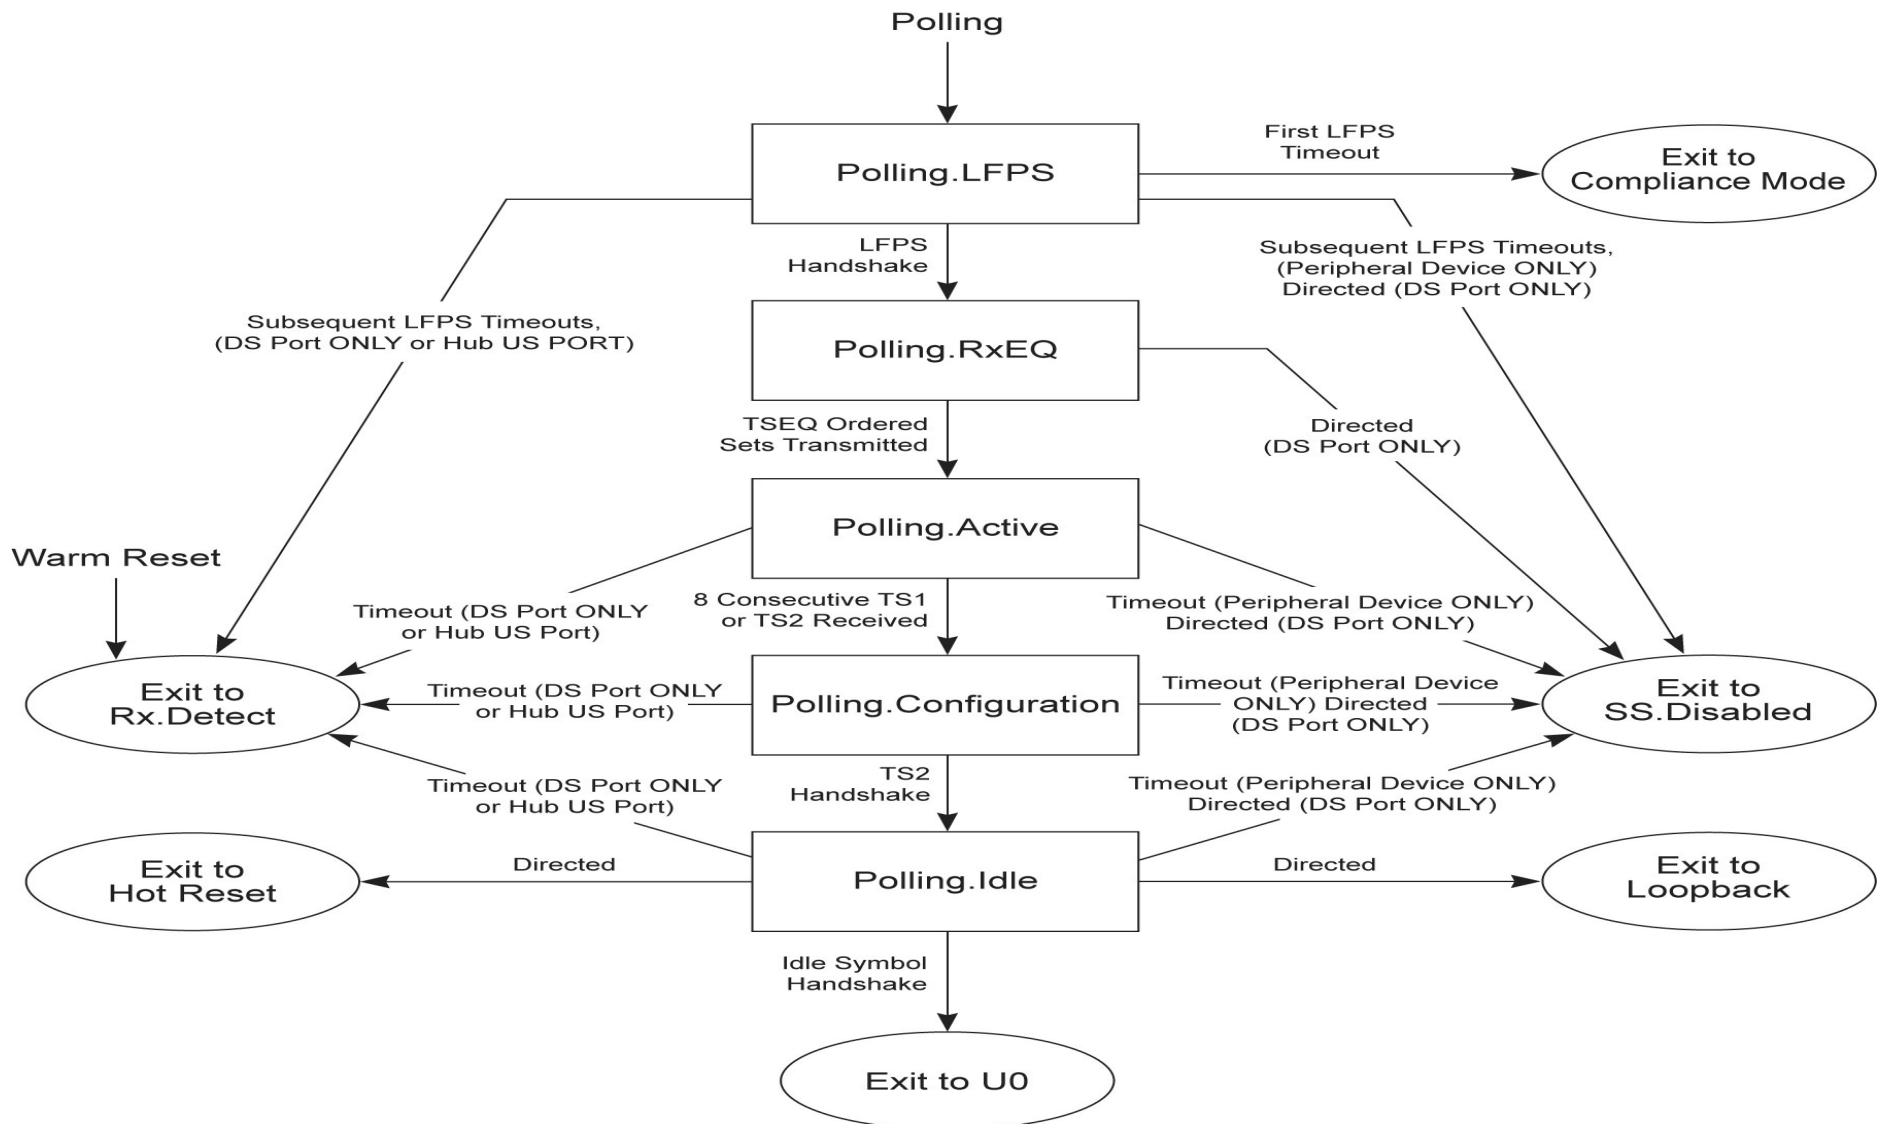 Polling
Polling.LFPS
First LFPS
Timeout
Exit to
Compliance Mode
LFPS
Handshake
Subsequent LFPS Timeouts,
(Peripheral Device ONLY)
Directed (DS Port ONLY)
Subsequent LFPS Timeouts,
(DS Port ONLY or Hub US PORT)
Polling.RxEQ
TSEQ Ordered
Sets Transmitted
Directed
(DS Port ONLY)
Polling.Active
Warm Reset
Timeout (DS Port ONLY
or Hub US Port)
8 Consecutive TS1
or TS2 Received
Timeout (Peripheral Device ONLY)
Directed (DS Port ONLY)
Exit to
Rx.Detect
Timeout (DS Port ONLY
or Hub US Port)
Polling.Configuration
Timeout (Peripheral Device
ONLY) Directed
(DS Port ONLY)
Exit to
SS.Disabled
Timeout (DS Port ONLY
or Hub US Port)
TS2
Handshake
Timeout (Peripheral Device ONLY)
Directed (DS Port ONLY)
Exit to
Hot Reset
Directed
Polling.Idle
Directed
Exit to
Loopback
Idle Symbol
Handshake
Exit to U0